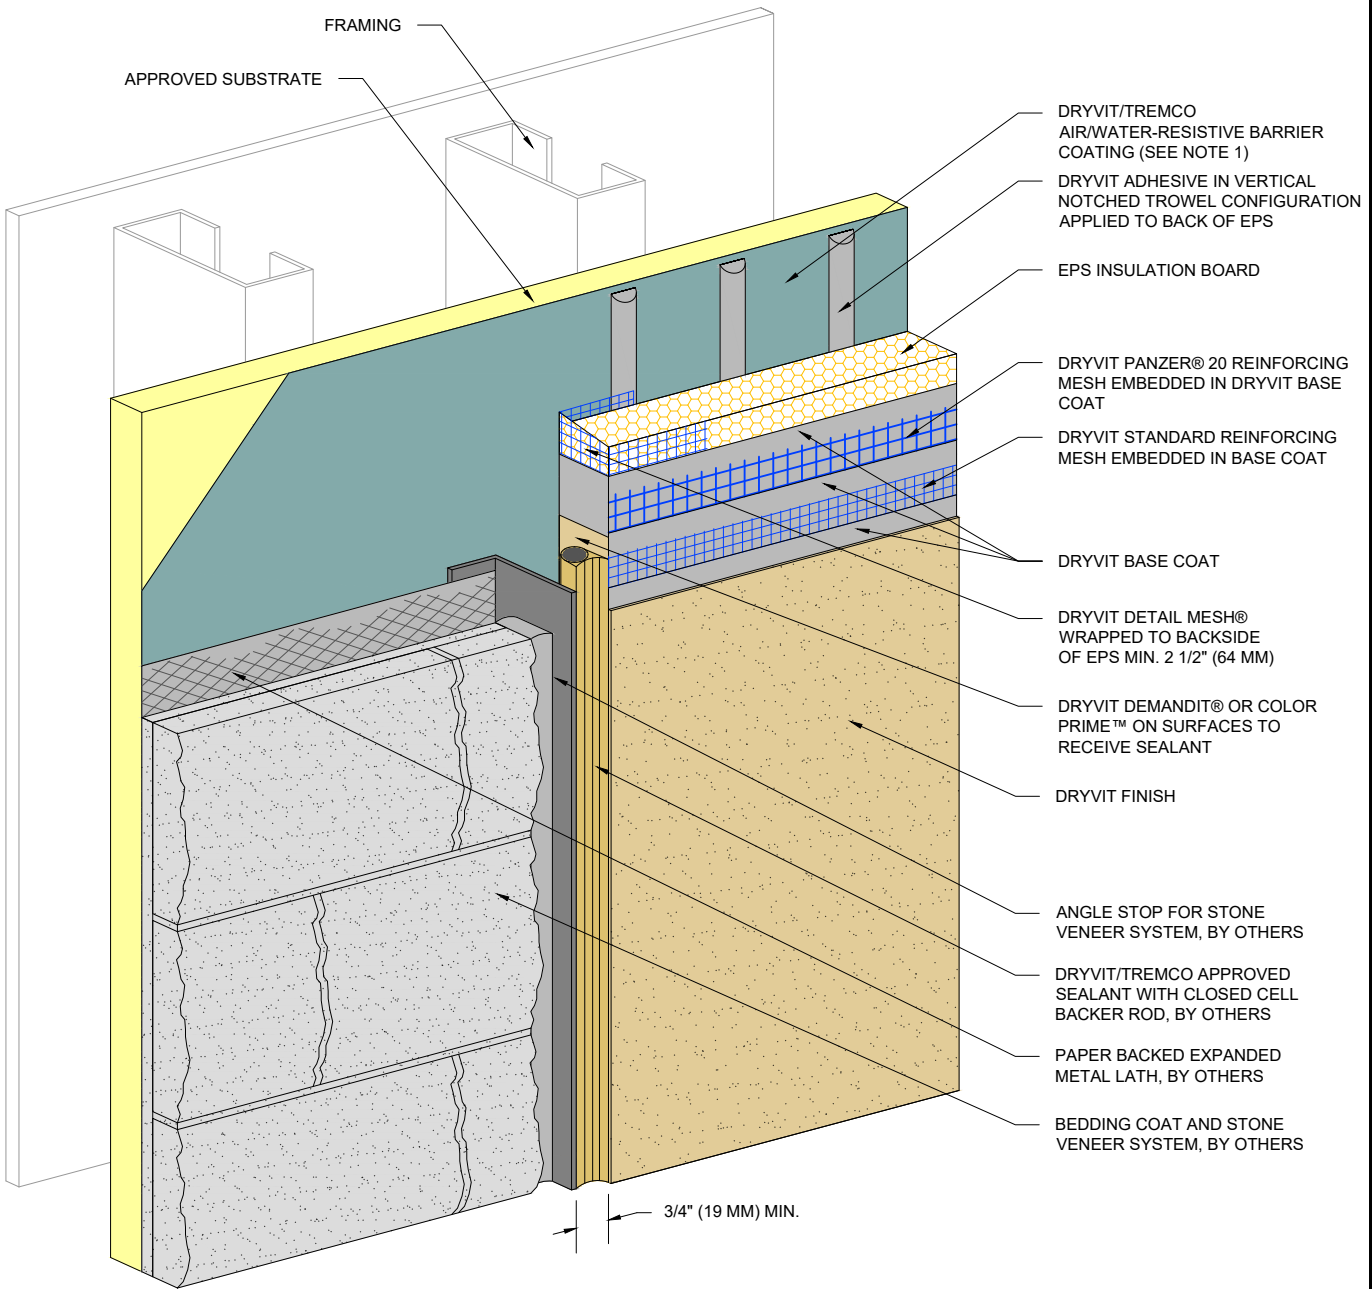 FRAMING
APPROVED SUBSTRATE
DRYVIT/TREMCO
AIR/WATER-RESISTIVE BARRIER
COATING (SEE NOTE 1)
DRYVIT ADHESIVE IN VERTICAL
NOTCHED TROWEL CONFIGURATION
APPLIED TO BACK OF EPS
EPS INSULATION BOARD
DRYVIT PANZER® 20 REINFORCING
MESH EMBEDDED IN DRYVIT BASE
COAT
DRYVIT STANDARD REINFORCING
MESH EMBEDDED IN BASE COAT
DRYVIT BASE COAT
DRYVIT DETAIL MESH®
WRAPPED TO BACKSIDE
OF EPS MIN. 2 1/2" (64 MM)
DRYVIT DEMANDIT® OR COLOR
PRIME™ ON SURFACES TO
RECEIVE SEALANT
DRYVIT FINISH
ANGLE STOP FOR STONE
VENEER SYSTEM, BY OTHERS
DRYVIT/TREMCO APPROVED
SEALANT WITH CLOSED CELL
BACKER ROD, BY OTHERS
PAPER BACKED EXPANDED
METAL LATH, BY OTHERS
BEDDING COAT AND STONE
VENEER SYSTEM, BY OTHERS
3/4" (19 MM) MIN.